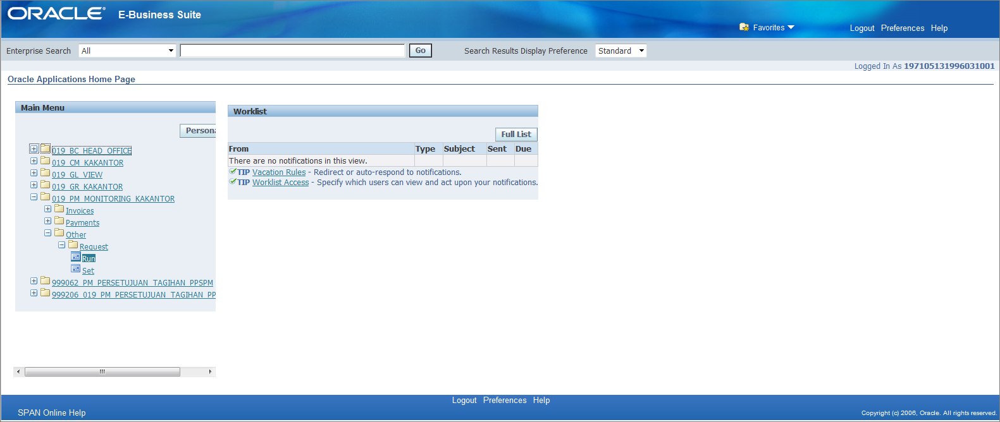 ORACLE® E-Business Suite
Favorites Logout Preferences Help
Enterprise Search All Go Search Results Display Preference Standard
Logged In As 197105131996031001
Oracle Applications Home Page
Main Menu
Persona
019_BC_HEAD_OFFICE
019_CM_KAKANTOR
019_GL_VIEW
019_GR_KAKANTOR
019_PM_MONITORING_KAKANTOR
Invoices
Payments
Other
Request
Run
Set
999062_PM_PERSETUJUAN_TAGIHAN_PPSPM
999206_019_PM_PERSETUJUAN_TAGIHAN_PP
Worklist
Full List
From Type Subject Sent Due
There are no notifications in this view.
TIP Vacation Rules - Redirect or auto-respond to notifications.
TIP Worklist Access - Specify which users can view and act upon your notifications.
Logout Preferences Help
SPAN Online Help
Copyright (c) 2006, Oracle. All rights reserved.